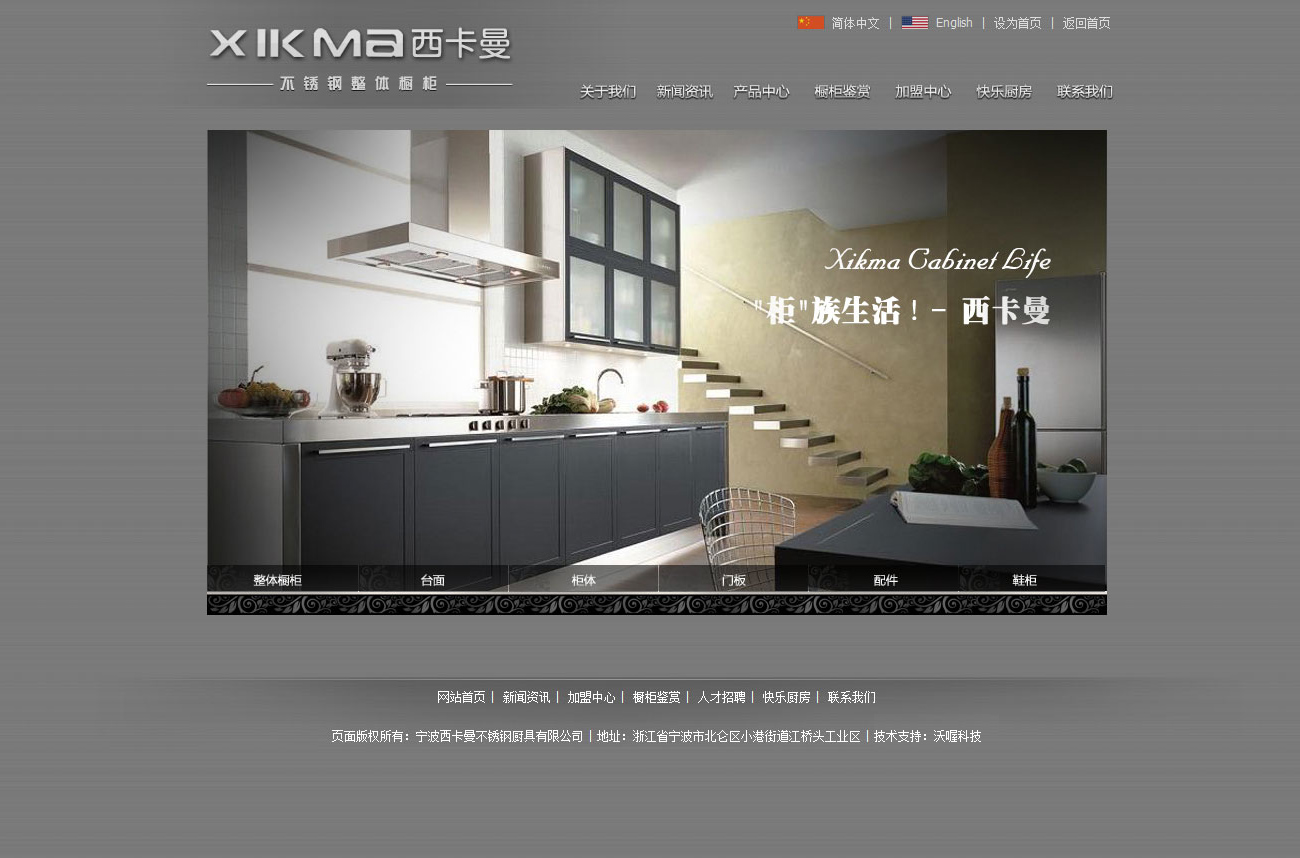 简体中文 | English | 设为首页 | 返回首页
XIKMA 西卡曼
不锈钢整体橱柜
关于我们 新闻资讯 产品中心 橱柜鉴赏 加盟中心 快乐厨房 联系我们
Xikma Cabinet Life
"柜"族生活！- 西卡曼
整体橱柜 台面 柜体 门板 配件 鞋柜
网站首页 | 新闻资讯 | 加盟中心 | 橱柜鉴赏 | 人才招聘 | 快乐厨房 | 联系我们
页面版权所有：宁波西卡曼不锈钢厨具有限公司 | 地址：浙江省宁波市北仑区小港街道江桥头工业区 | 技术支持：沃喔科技